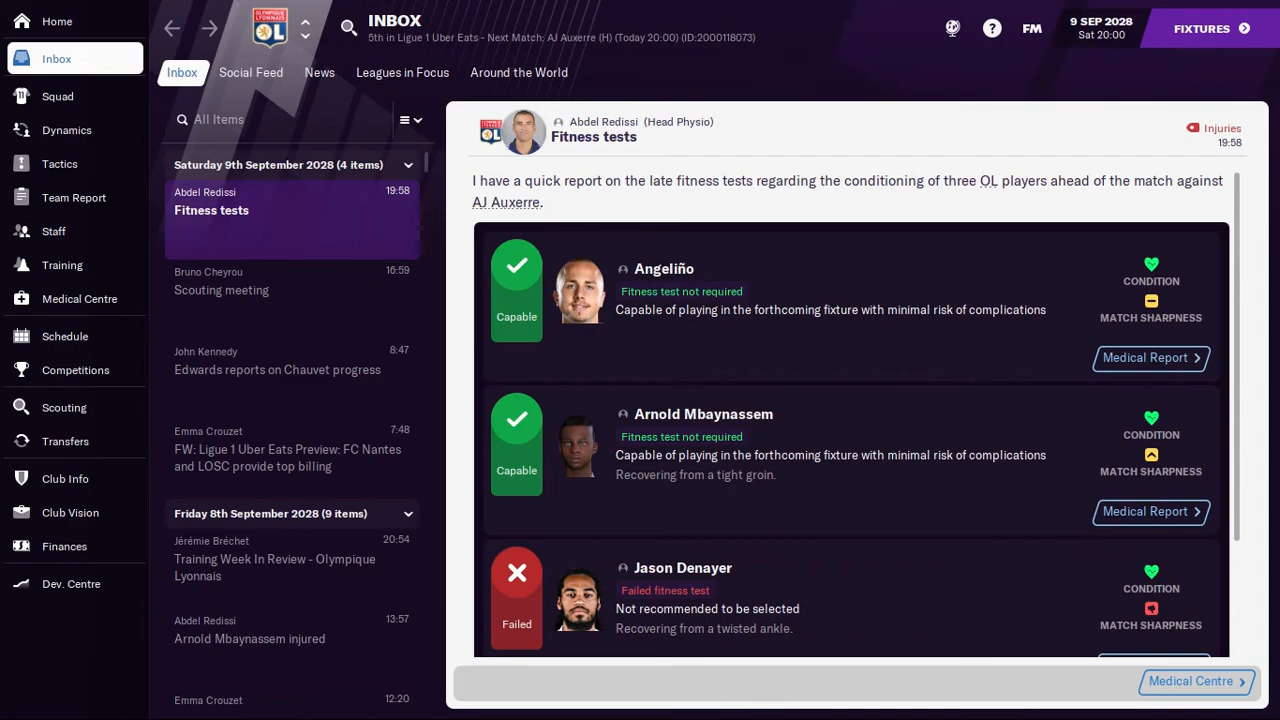 Home
Inbox
Squad
Dynamics
Tactics
Team Report
Staff
Training
Medical Centre
Schedule
Competitions
Scouting
Transfers
Club Info
Club Vision
Finances
Dev. Centre
INBOX
5th in Ligue 1 Uber Eats - Next Match: AJ Auxerre (H) (Today 20:00) (ID:2000118073)
FM
9 SEP 2028
Sat 20:00
FIXTURES
Inbox
Social Feed
News
Leagues in Focus
Around the World
All Items
Saturday 9th September 2028 (4 items)
Abdel Redissi 19:58
Fitness tests
Bruno Cheyrou 16:59
Scouting meeting
John Kennedy 8:47
Edwards reports on Chauvet progress
Emma Crouzet 7:48
FW: Ligue 1 Uber Eats Preview: FC Nantes
and LOSC provide top billing
Friday 8th September 2028 (9 items)
Jérémie Bréchet 20:54
Training Week In Review - Olympique
Lyonnais
Abdel Redissi 13:57
Arnold Mbaynassem injured
Emma Crouzet 12:20
Abdel Redissi (Head Physio)
Fitness tests
Injuries
19:58
I have a quick report on the late fitness tests regarding the conditioning of three OL players ahead of the match against
AJ Auxerre.
Capable
Angeliño
Fitness test not required
Capable of playing in the forthcoming fixture with minimal risk of complications
CONDITION
MATCH SHARPNESS
Medical Report
Capable
Arnold Mbaynassem
Fitness test not required
Capable of playing in the forthcoming fixture with minimal risk of complications
Recovering from a tight groin.
CONDITION
MATCH SHARPNESS
Medical Report
Failed
Jason Denayer
Failed fitness test
Not recommended to be selected
Recovering from a twisted ankle.
CONDITION
MATCH SHARPNESS
Medical Centre